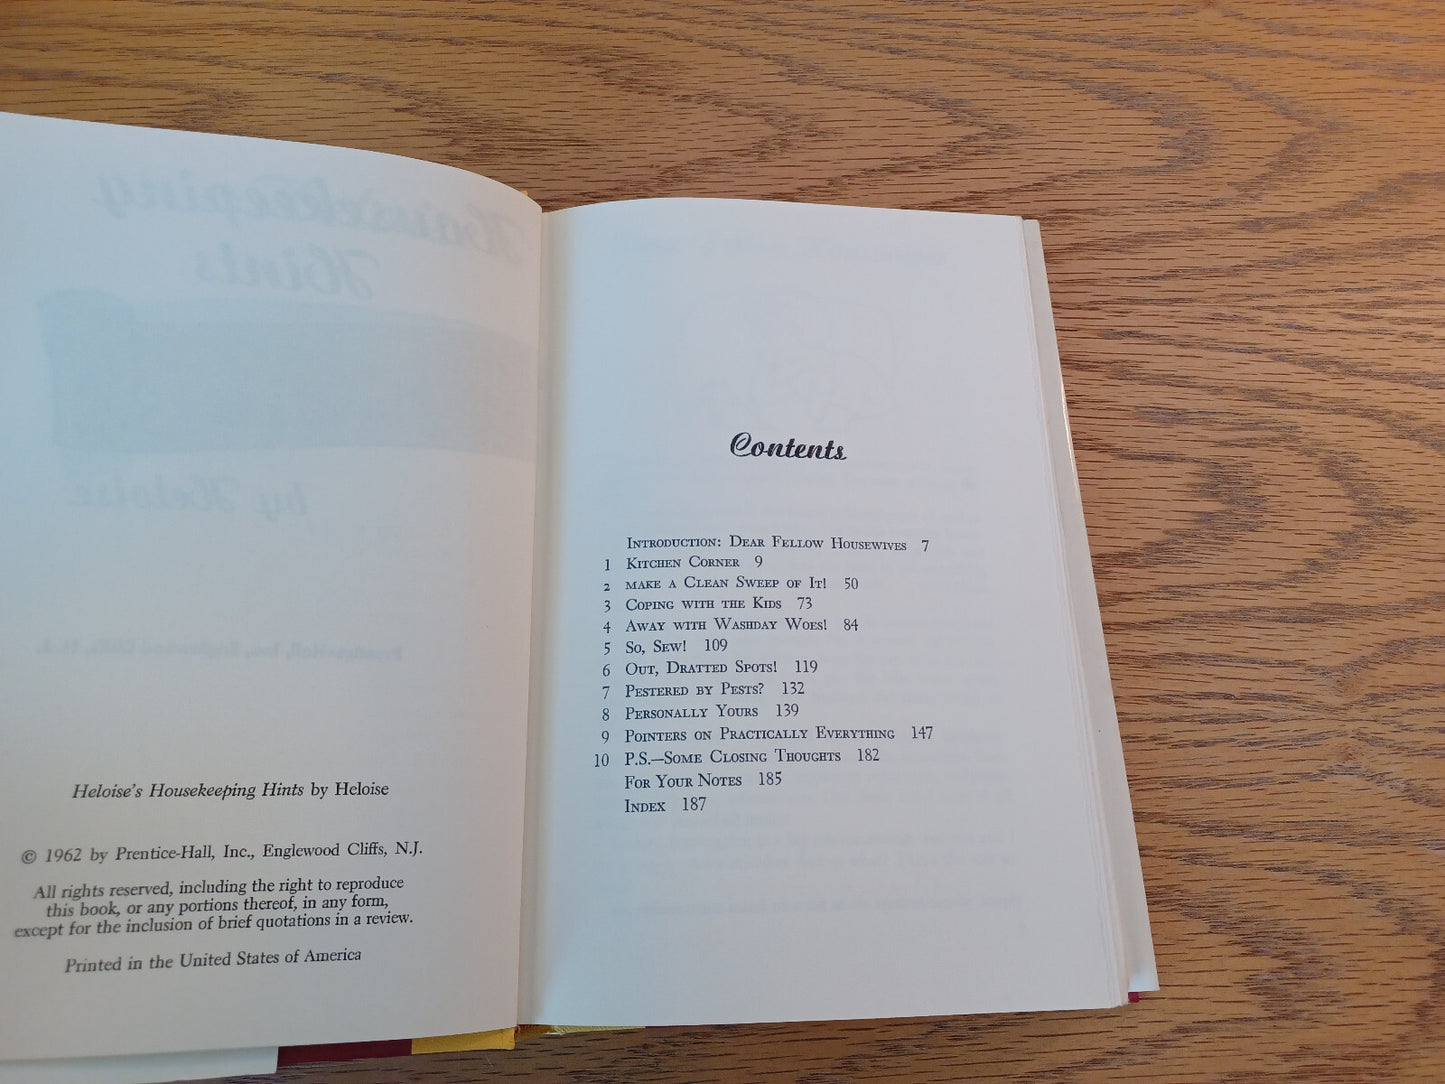 Housekeeping
Hints
by Heloise
Heloise's Housekeeping Hints by Heloise
© 1962 by Prentice-Hall, Inc., Englewood Cliffs, N.J.
All rights reserved, including the right to reproduce
this book, or any portions thereof, in any form,
except for the inclusion of brief quotations in a review.
Printed in the United States of America
Contents
Introduction: Dear Fellow Housewives 7
1 Kitchen Corner 9
2 make a Clean Sweep of It! 50
3 Coping with the Kids 73
4 Away with Washday Woes! 84
5 So, Sew! 109
6 Out, Dratted Spots! 119
7 Pestered by Pests? 132
8 Personally Yours 139
9 Pointers on Practically Everything 147
10 P.S.—Some Closing Thoughts 182
For Your Notes 185
Index 187